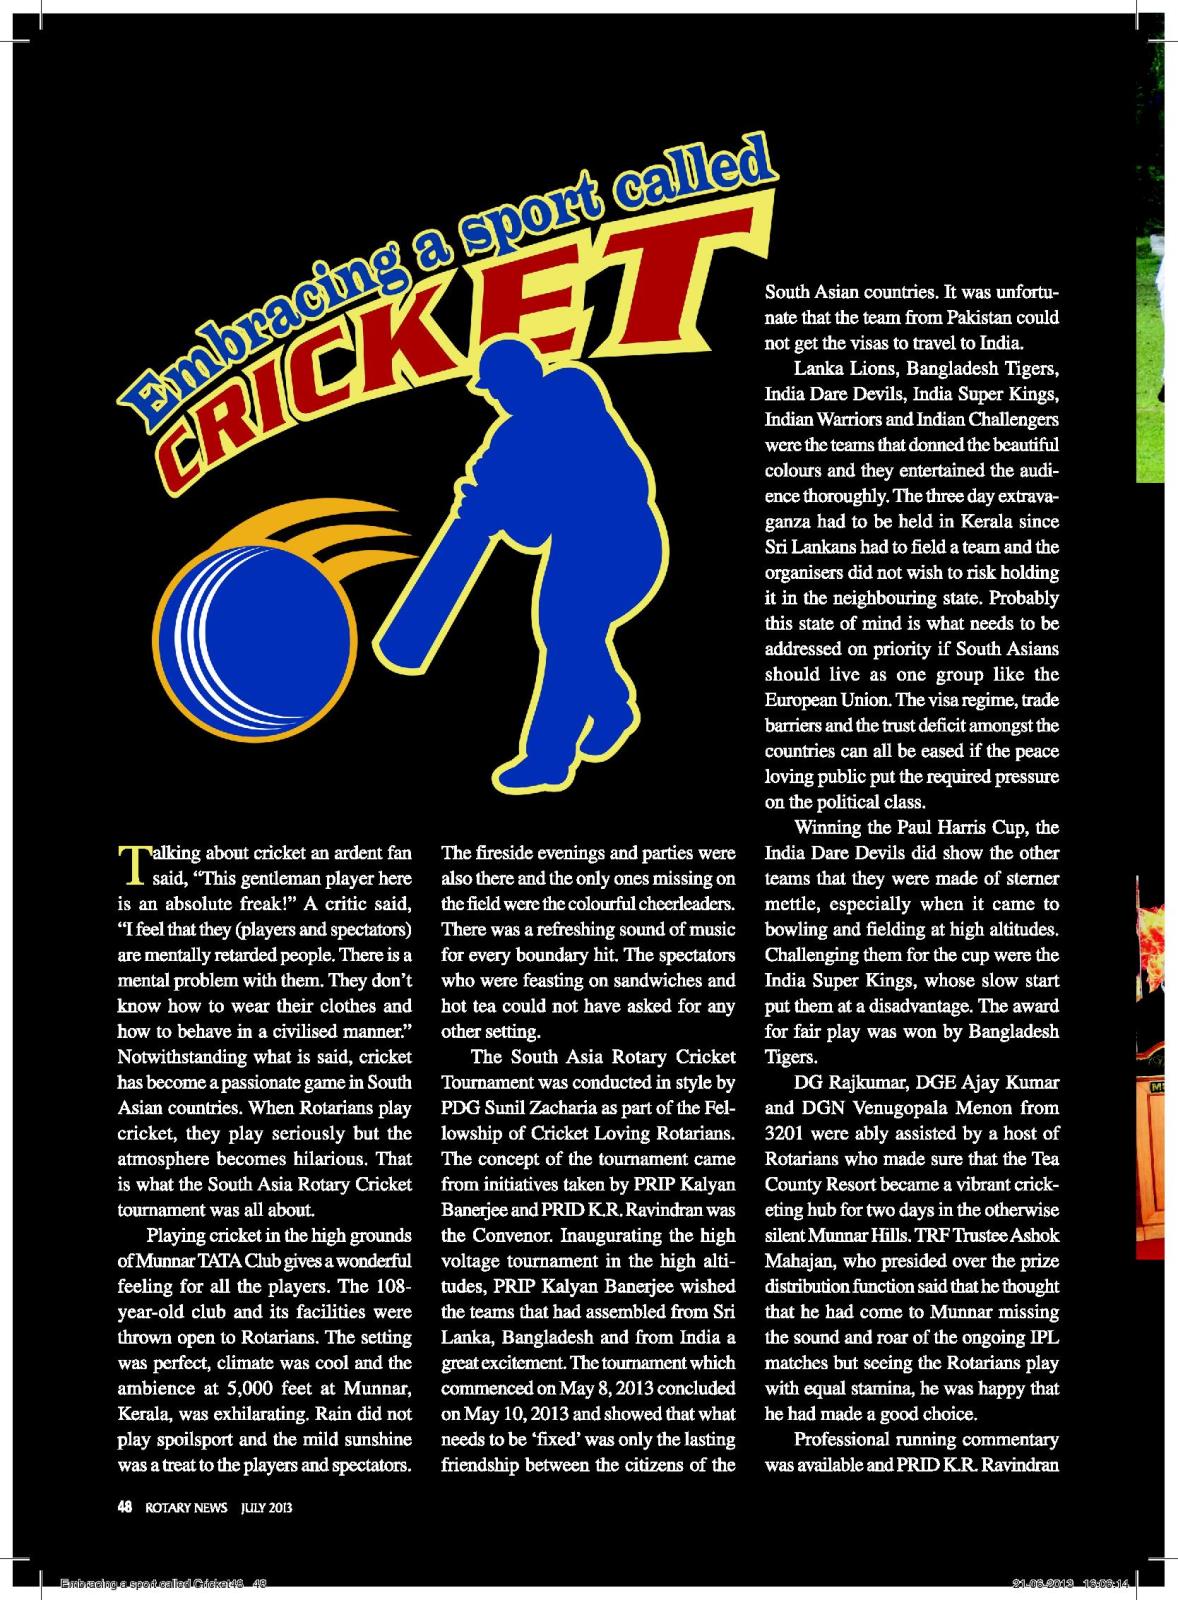 Embracing a sport called
CRICKET
Talking about cricket an ardent fan
said, “This gentleman player here
is an absolute freak!” A critic said,
“I feel that they (players and spectators)
are mentally retarded people. There is a
mental problem with them. They don’t
know how to wear their clothes and
how to behave in a civilised manner.”
Notwithstanding what is said, cricket
has become a passionate game in South
Asian countries. When Rotarians play
cricket, they play seriously but the
atmosphere becomes hilarious. That
is what the South Asia Rotary Cricket
tournament was all about.
Playing cricket in the high grounds
of Munnar TATA Club gives a wonderful
feeling for all the players. The 108-
year-old club and its facilities were
thrown open to Rotarians. The setting
was perfect, climate was cool and the
ambience at 5,000 feet at Munnar,
Kerala, was exhilarating. Rain did not
play spoilsport and the mild sunshine
was a treat to the players and spectators.
The fireside evenings and parties were
also there and the only ones missing on
the field were the colourful cheerleaders.
There was a refreshing sound of music
for every boundary hit. The spectators
who were feasting on sandwiches and
hot tea could not have asked for any
other setting.
The South Asia Rotary Cricket
Tournament was conducted in style by
PDG Sunil Zacharia as part of the Fel-
lowship of Cricket Loving Rotarians.
The concept of the tournament came
from initiatives taken by PRIP Kalyan
Banerjee and PRID K.R. Ravindran was
the Convenor. Inaugurating the high
voltage tournament in the high alti-
tudes, PRIP Kalyan Banerjee wished
the teams that had assembled from Sri
Lanka, Bangladesh and from India a
great excitement. The tournament which
commenced on May 8, 2013 concluded
on May 10, 2013 and showed that what
needs to be ‘fixed’ was only the lasting
friendship between the citizens of the
South Asian countries. It was unfortu-
nate that the team from Pakistan could
not get the visas to travel to India.
Lanka Lions, Bangladesh Tigers,
India Dare Devils, India Super Kings,
Indian Warriors and Indian Challengers
were the teams that donned the beautiful
colours and they entertained the audi-
ence thoroughly. The three day extrava-
ganza had to be held in Kerala since
Sri Lankans had to field a team and the
organisers did not wish to risk holding
it in the neighbouring state. Probably
this state of mind is what needs to be
addressed on priority if South Asians
should live as one group like the
European Union. The visa regime, trade
barriers and the trust deficit amongst the
countries can all be eased if the peace
loving public put the required pressure
on the political class.
Winning the Paul Harris Cup, the
India Dare Devils did show the other
teams that they were made of sterner
mettle, especially when it came to
bowling and fielding at high altitudes.
Challenging them for the cup were the
India Super Kings, whose slow start
put them at a disadvantage. The award
for fair play was won by Bangladesh
Tigers.
DG Rajkumar, DGE Ajay Kumar
and DGN Venugopala Menon from
3201 were ably assisted by a host of
Rotarians who made sure that the Tea
County Resort became a vibrant crick-
eting hub for two days in the otherwise
silent Munnar Hills. TRF Trustee Ashok
Mahajan, who presided over the prize
distribution function said that he thought
that he had come to Munnar missing
the sound and roar of the ongoing IPL
matches but seeing the Rotarians play
with equal stamina, he was happy that
he had made a good choice.
Professional running commentary
was available and PRID K.R. Ravindran
48 ROTARY NEWS JULY 2013
Embracing a sport called Cricket48 48
21-06-2013 16:06:14